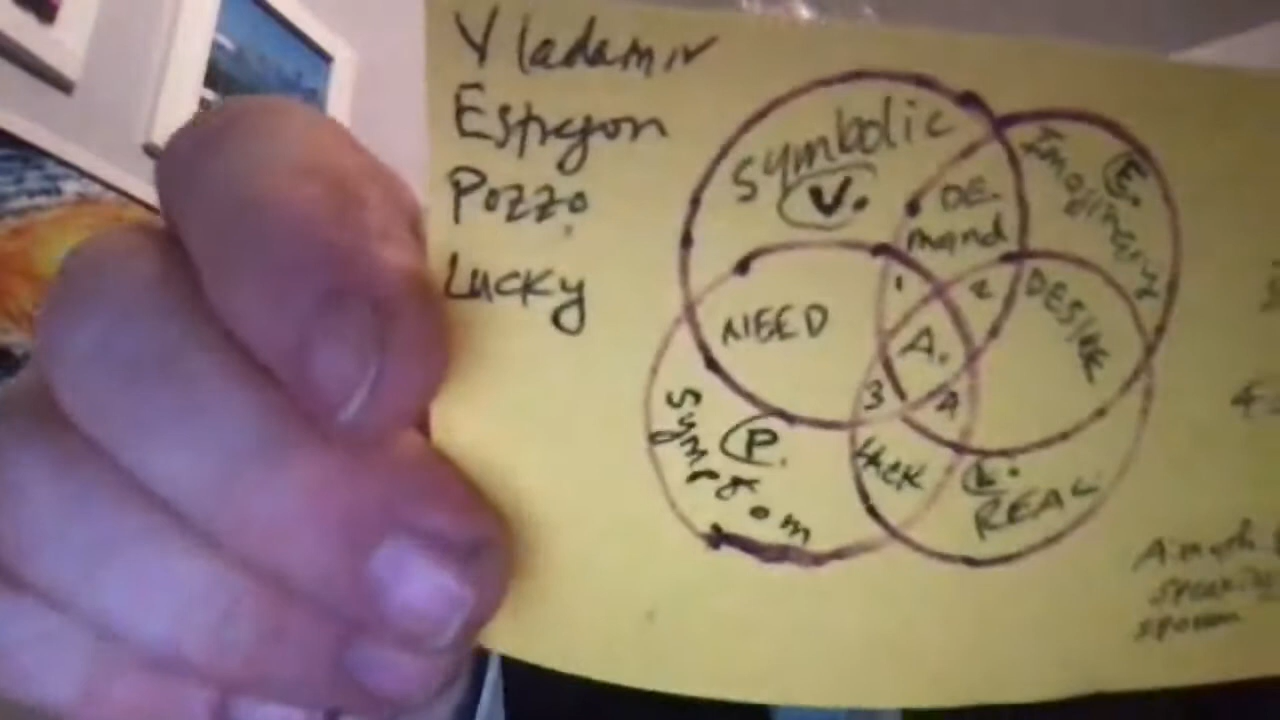 Vladamir
Estragon
Pozzo
Lucky
Symbolic
V.
DE-
mand
Imaginary
E.
NEED
1
2
DESIRE
A.
3
4
Symptom
P.
LACK
L.
REAL